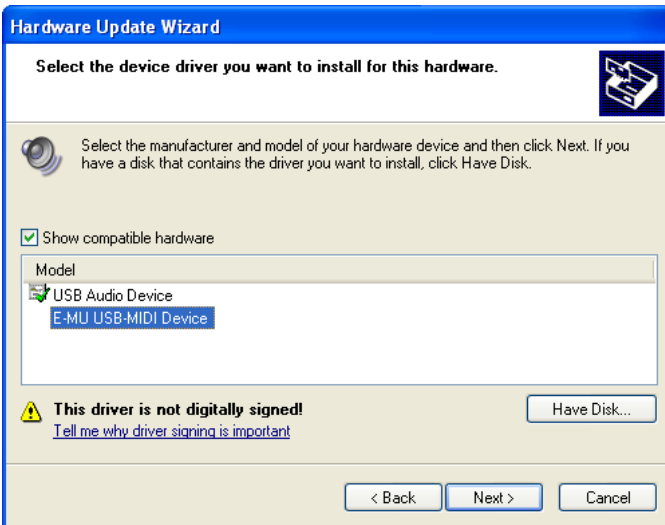 Hardware Update Wizard
Select the device driver you want to install for this hardware.
Select the manufacturer and model of your hardware device and then click Next. If you
have a disk that contains the driver you want to install, click Have Disk.
Show compatible hardware
Model
USB Audio Device
E-MU USB-MIDI Device
This driver is not digitally signed!
Have Disk...
Tell me why driver signing is important
< Back
Next >
Cancel